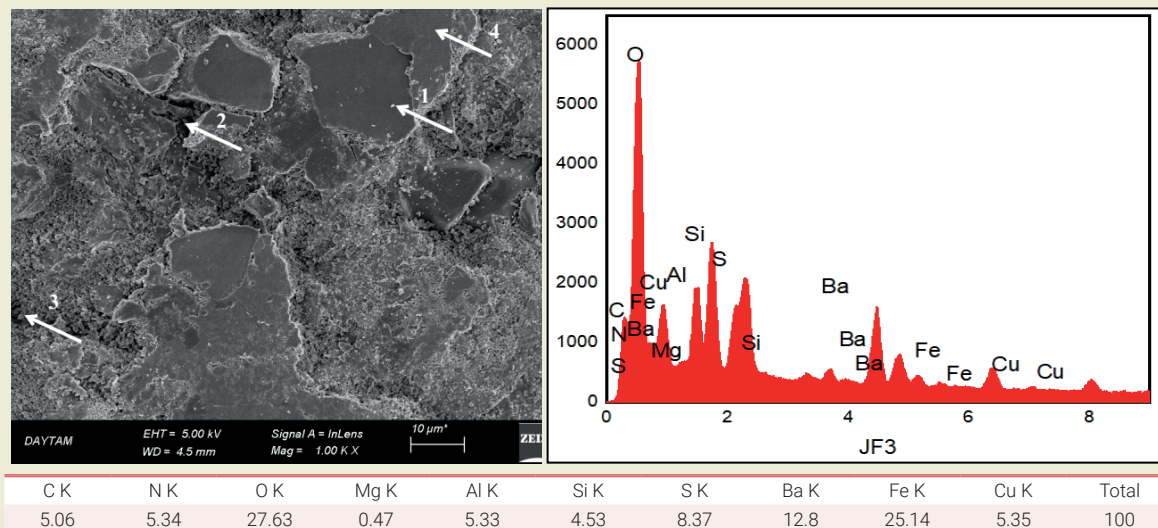 4
1
2
3
DAYTAM
EHT = 5.00 kV
WD = 4.5 mm
Signal A = InLens
Mag = 1.00 K X
10 µm*
ZEI
6000
5000
4000
3000
2000
1000
0
O
Si
S
Cu
Al
C
Fe
N
Ba
S
Mg
Si
Ba
Ba
Ba
Fe
Fe
Cu
Cu
0 2 4 6 8
JF3
C K N K O K Mg K Al K Si K S K Ba K Fe K Cu K Total
5.06 5.34 27.63 0.47 5.33 4.53 8.37 12.8 25.14 5.35 100